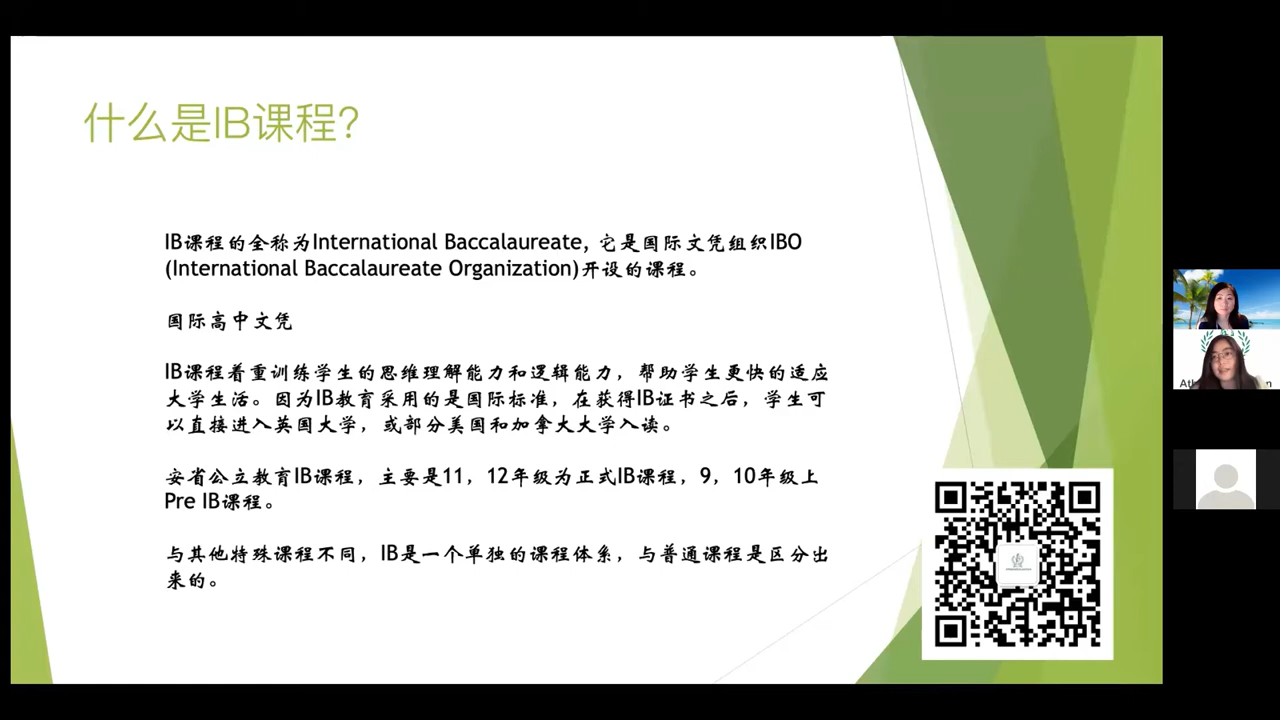 什么是IB课程?
IB课程的全称为International Baccalaureate, 它是国际文凭组织IBO
(International Baccalaureate Organization)开设的课程。
国际高中文凭
IB课程着重训练学生的思维理解能力和逻辑能力，帮助学生更快的适应
大学生活。因为IB教育采用的是国际标准，在获得IB证书之后，学生可
以直接进入英国大学，或部分美国和加拿大大学入读。
安省公立教育IB课程，主要是11，12年级为正式IB课程，9，10年级上
Pre IB课程。
与其他特殊课程不同，IB是一个单独的课程体系，与普通课程是区分出
来的。